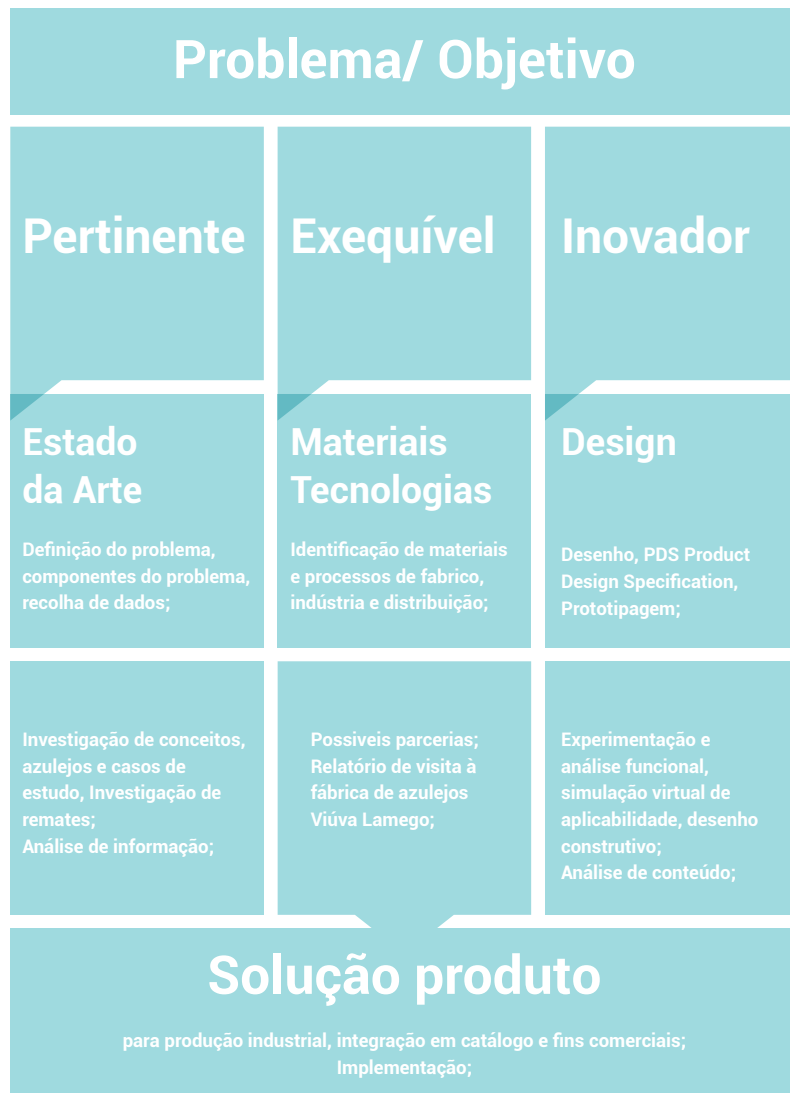 Problema/ Objetivo
Pertinente
Exequível
Inovador
Estado
da Arte
Definição do problema,
componentes do problema,
recolha de dados;
Materiais
Tecnologias
Identificação de materiais
e processos de fabrico,
indústria e distribuição;
Design
Desenho, PDS Product
Design Specification,
Prototipagem;
Investigação de conceitos,
azulejos e casos de
estudo, Investigação de
remates;
Análise de informação;
Possiveis parcerias;
Relatório de visita à
fábrica de azulejos
Viúva Lamego;
Experimentação e
análise funcional,
simulação virtual de
aplicabilidade, desenho
construtivo;
Análise de conteúdo;
Solução produto
para produção industrial, integração em catálogo e fins comerciais;
Implementação;